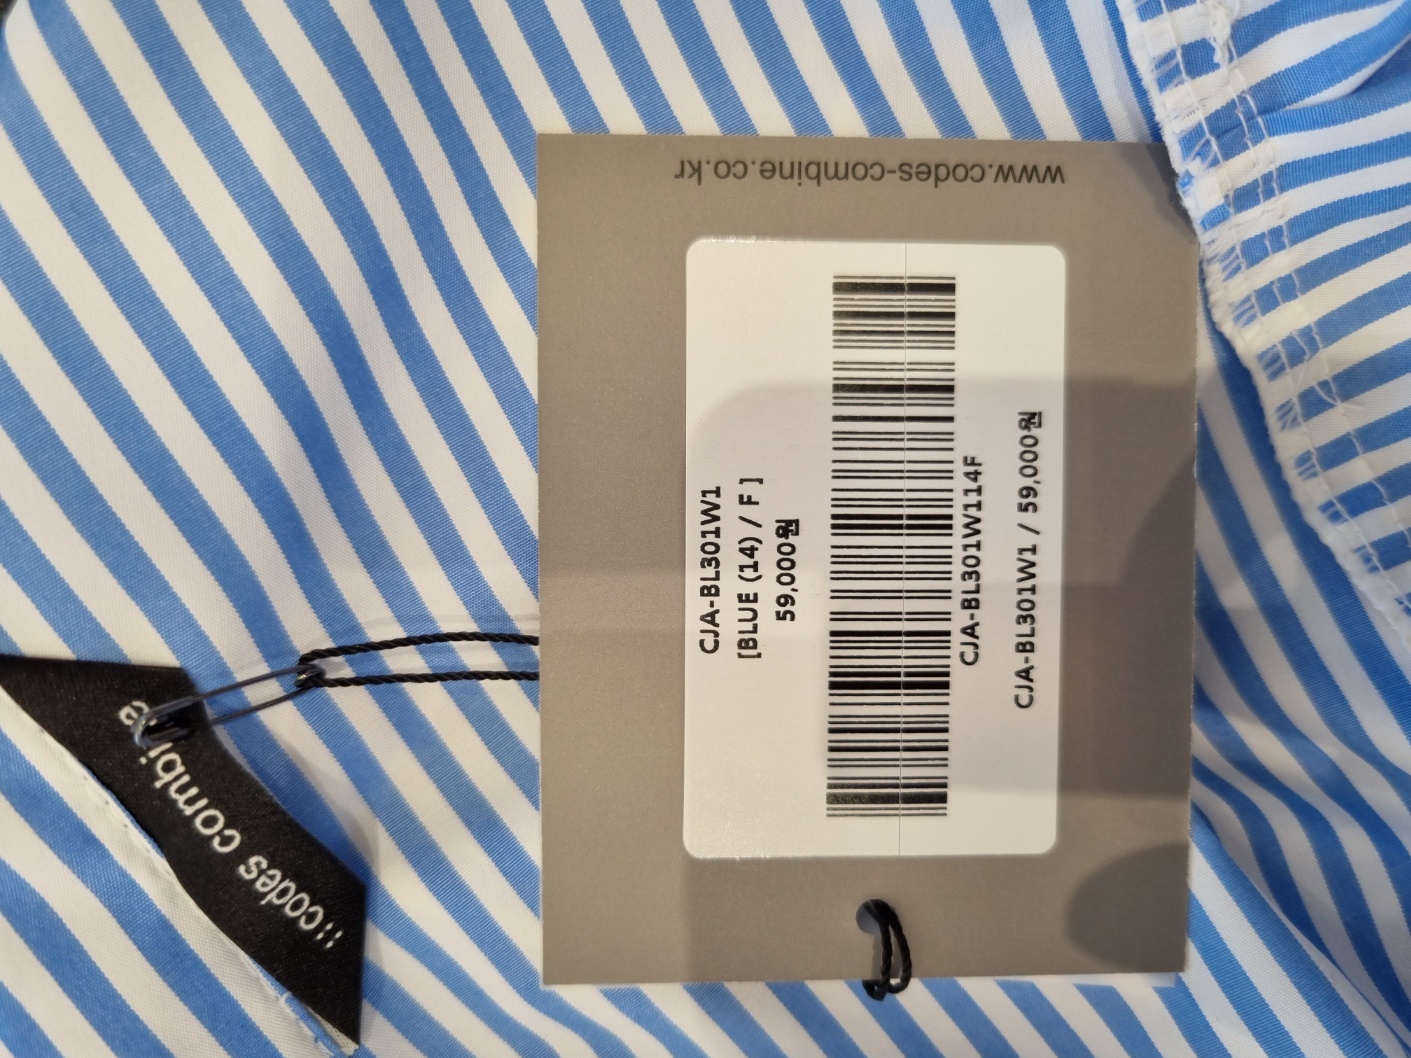 www.codes-combine.co.kr
CJA-BL301W1
[BLUE (14) / F ]
59,000원
CJA-BL301W114F
CJA-BL301W1 / 59,000원
codes combi